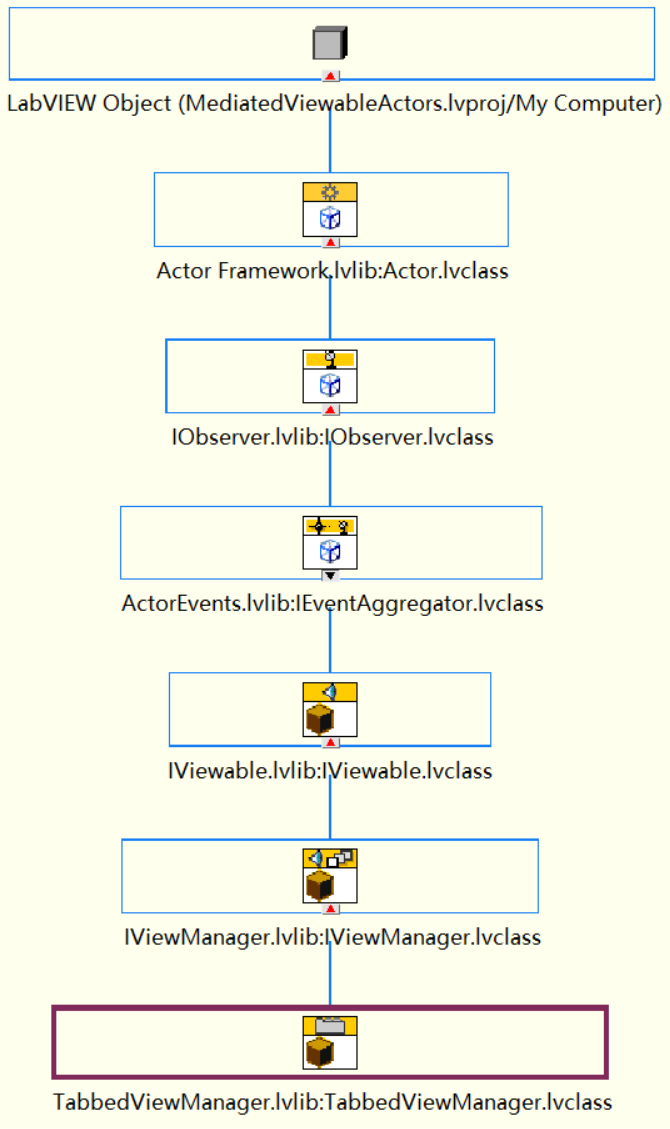 LabVIEW Object (MediatedViewableActors.lvproj/My Computer)
Actor Framework.lvlib:Actor.lvclass
IObserver.lvlib:IObserver.lvclass
ActorEvents.lvlib:IEventAggregator.lvclass
IViewable.lvlib:IViewable.lvclass
IViewManager.lvlib:IViewManager.lvclass
TabbedViewManager.lvlib:TabbedViewManager.lvclass